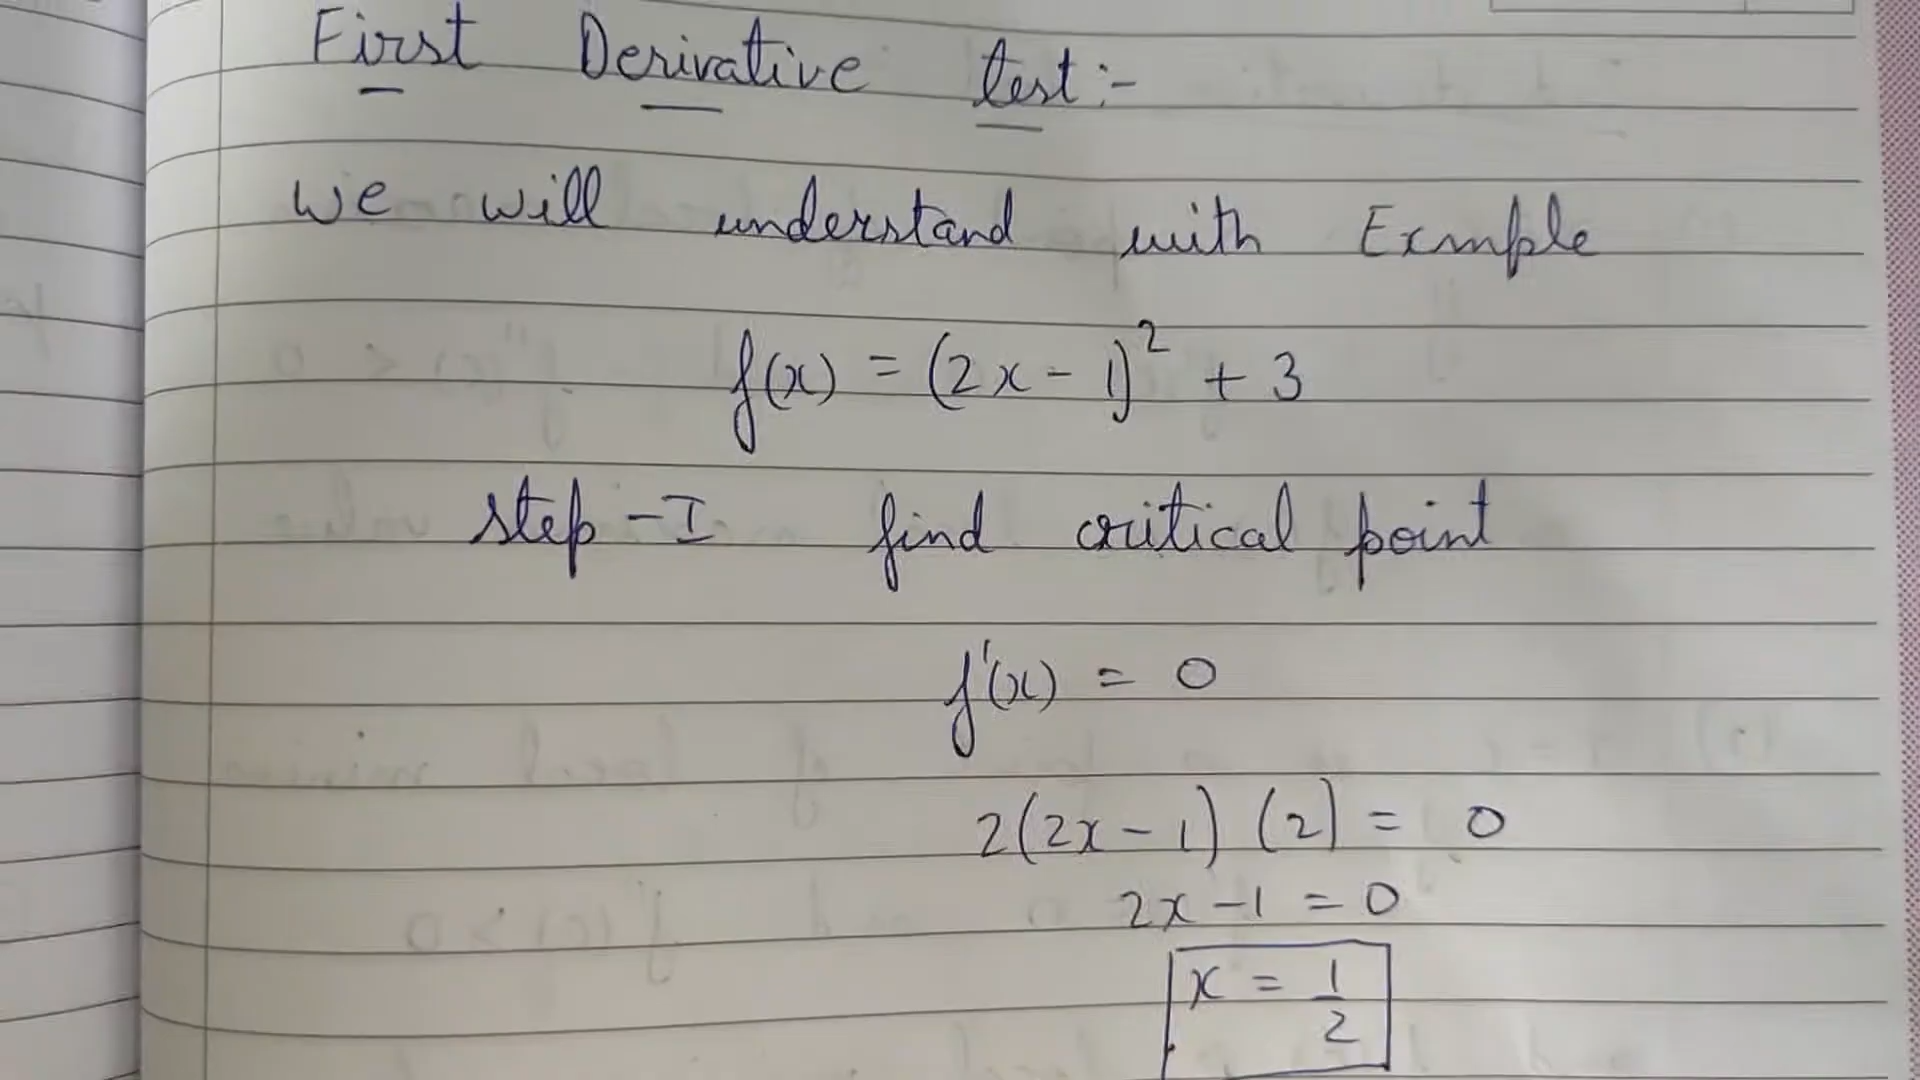 First Derivative test :-
We will understand with Exmple
f(x) = (2x - 1)² + 3
step - I find critical point
f'(x) = 0
2(2x - 1) (2) = 0
2x - 1 = 0
x = 1/2